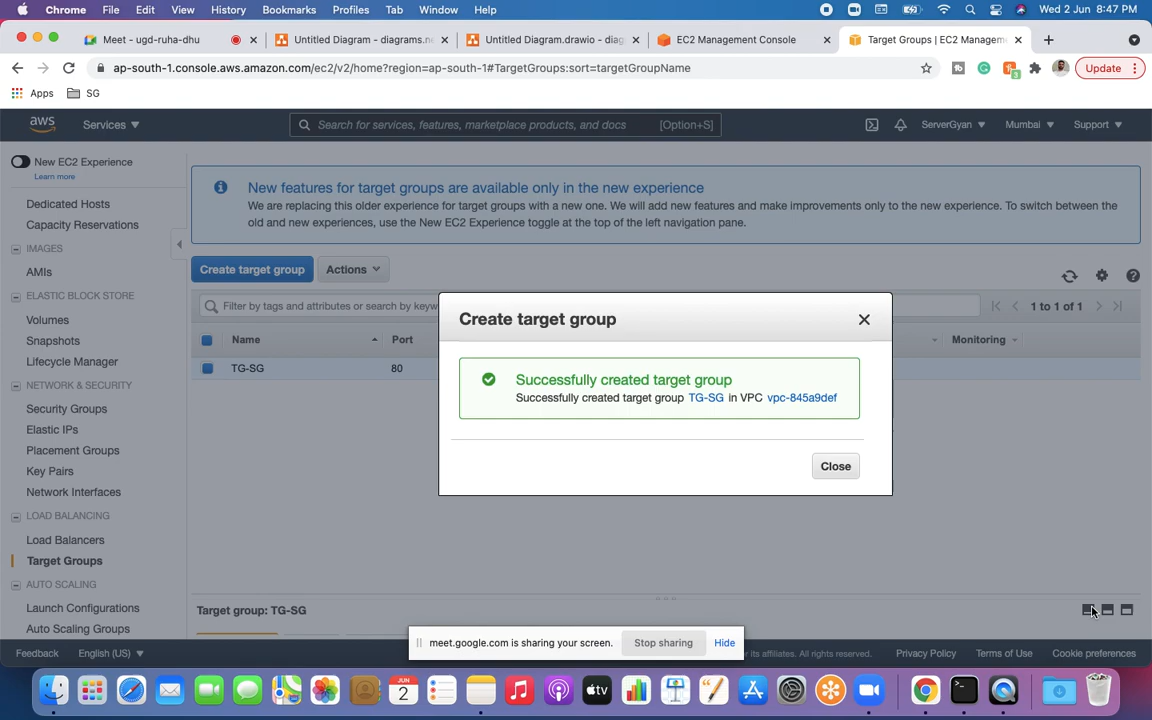 Chrome File Edit View History Bookmarks Profiles Tab Window Help Wed 2 Jun 8:47 PM
Meet - ugd-ruha-dhu Untitled Diagram - diagrams.ne Untitled Diagram.drawio - diag EC2 Management Console Target Groups | EC2 Managem
ap-south-1.console.aws.amazon.com/ec2/v2/home?region=ap-south-1#TargetGroups:sort=targetGroupName Update
Apps SG
aws Services Search for services, features, marketplace products, and docs [Option+S] ServerGyan Mumbai Support
New EC2 Experience
Learn more
Dedicated Hosts
Capacity Reservations
IMAGES
AMIs
ELASTIC BLOCK STORE
Volumes
Snapshots
Lifecycle Manager
NETWORK & SECURITY
Security Groups
Elastic IPs
Placement Groups
Key Pairs
Network Interfaces
LOAD BALANCING
Load Balancers
Target Groups
AUTO SCALING
Launch Configurations
Auto Scaling Groups
New features for target groups are available only in the new experience
We are replacing this older experience for target groups with a new one. We will add new features and make improvements only to the new experience. To switch between the
old and new experiences, use the New EC2 Experience toggle at the top of the left navigation pane.
Create target group Actions
Filter by tags and attributes or search by keyw 1 to 1 of 1
Name Port Monitoring
TG-SG 80
Create target group
Successfully created target group
Successfully created target group TG-SG in VPC vpc-845a9def
Close
Target group: TG-SG
meet.google.com is sharing your screen. Stop sharing Hide
Feedback English (US) its affiliates. All rights reserved. Privacy Policy Terms of Use Cookie preferences
JUN
2
tv